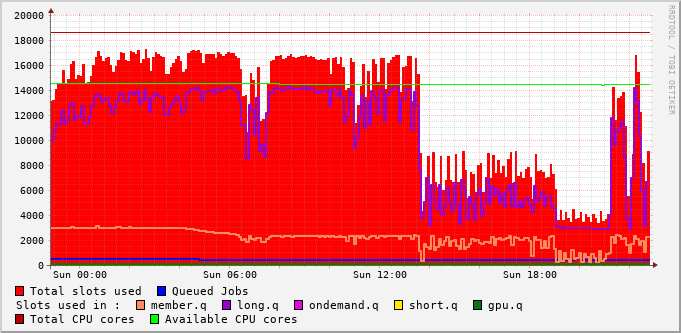 20000
18000
16000
14000
12000
10000
8000
6000
4000
2000
0
Sun 00:00 Sun 06:00 Sun 12:00 Sun 18:00
RRDTOOL / TOBI OETIKER
Total slots used Queued Jobs
Slots used in : member.q long.q ondemand.q short.q gpu.q
Total CPU cores Available CPU cores